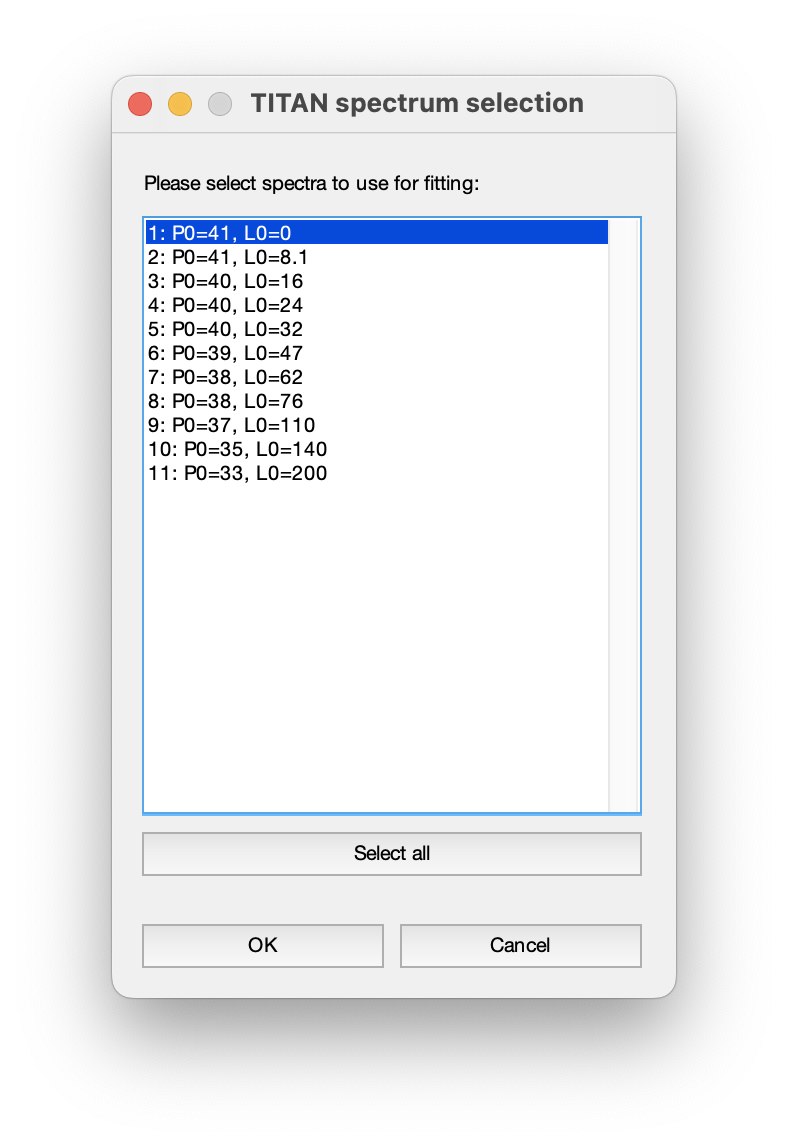 TITAN spectrum selection
Please select spectra to use for fitting:
1: P0=41, L0=0
2: P0=41, L0=8.1
3: P0=40, L0=16
4: P0=40, L0=24
5: P0=40, L0=32
6: P0=39, L0=47
7: P0=38, L0=62
8: P0=38, L0=76
9: P0=37, L0=110
10: P0=35, L0=140
11: P0=33, L0=200
Select all
OK
Cancel